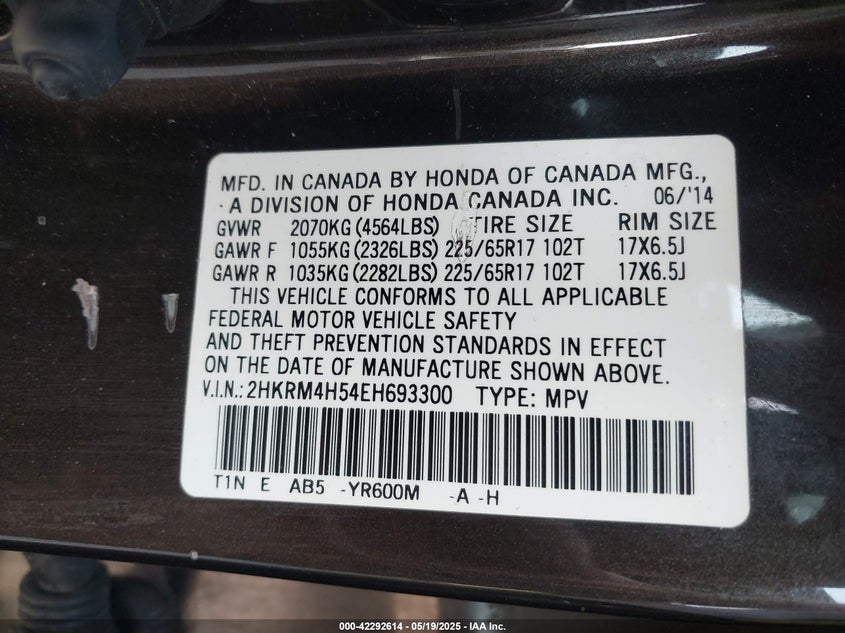 MFD. IN CANADA BY HONDA OF CANADA MFG.,
A DIVISION OF HONDA CANADA INC. 06/'14
GVWR 2070KG(4564LBS) TIRE SIZE RIM SIZE
GAWR F 1055KG(2326LBS) 225/65R17 102T 17X6.5J
GAWR R 1035KG(2282LBS) 225/65R17 102T 17X6.5J
THIS VEHICLE CONFORMS TO ALL APPLICABLE
FEDERAL MOTOR VEHICLE SAFETY
AND THEFT PREVENTION STANDARDS IN EFFECT
ON THE DATE OF MANUFACTURE SHOWN ABOVE.
V.I.N.:2HKRM4H54EH693300 TYPE: MPV
T1N E AB5 -YR600M -A -H
000-42292614 - 05/19/2025 - IAA Inc.